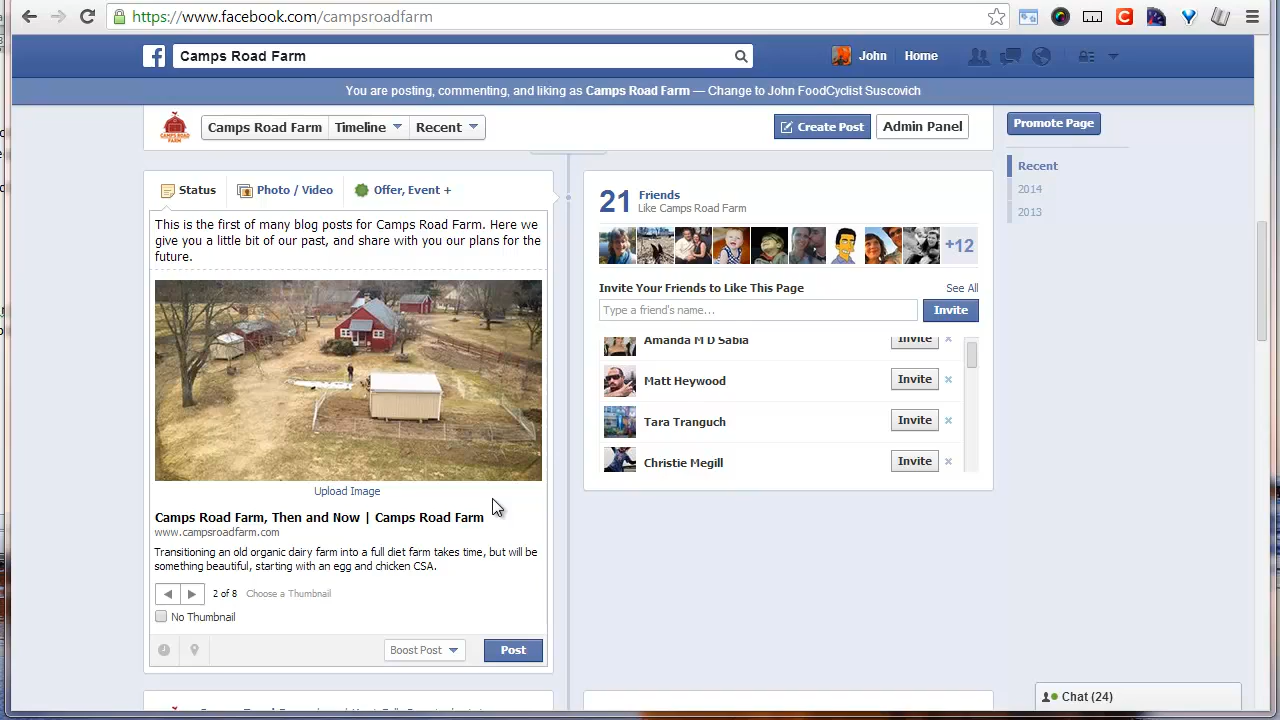 https://www.facebook.com/campsroadfarm
Camps Road Farm
John Home
You are posting, commenting, and liking as Camps Road Farm — Change to John FoodCyclist Suscovich
Camps Road Farm Timeline Recent
Create Post Admin Panel
Promote Page
Recent
2014
2013
Status Photo / Video Offer, Event +
This is the first of many blog posts for Camps Road Farm. Here we
give you a little bit of our past, and share with you our plans for the
future.
Upload Image
Camps Road Farm, Then and Now | Camps Road Farm
www.campsroadfarm.com
Transitioning an old organic dairy farm into a full diet farm takes time, but will be
something beautiful, starting with an egg and chicken CSA.
2 of 8 Choose a Thumbnail
No Thumbnail
Boost Post Post
21 Friends
Like Camps Road Farm
+12
Invite Your Friends to Like This Page See All
Type a friend's name... Invite
Amanda M D Sabia Invite
Matt Heywood Invite
Tara Tranguch Invite
Christie Megill Invite
Chat (24)